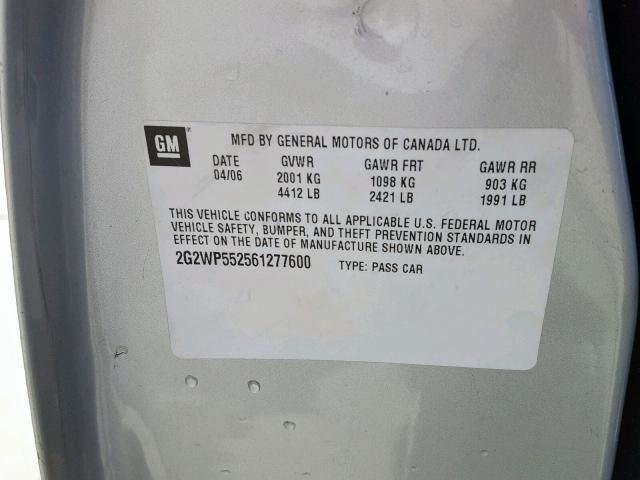 GM
MFD BY GENERAL MOTORS OF CANADA LTD.
DATE GVWR GAWR FRT GAWR RR
04/06 2001 KG 1098 KG 903 KG
4412 LB 2421 LB 1991 LB
THIS VEHICLE CONFORMS TO ALL APPLICABLE U.S. FEDERAL MOTOR
VEHICLE SAFETY, BUMPER, AND THEFT PREVENTION STANDARDS IN
EFFECT ON THE DATE OF MANUFACTURE SHOWN ABOVE.
2G2WP552561277600 TYPE: PASS CAR